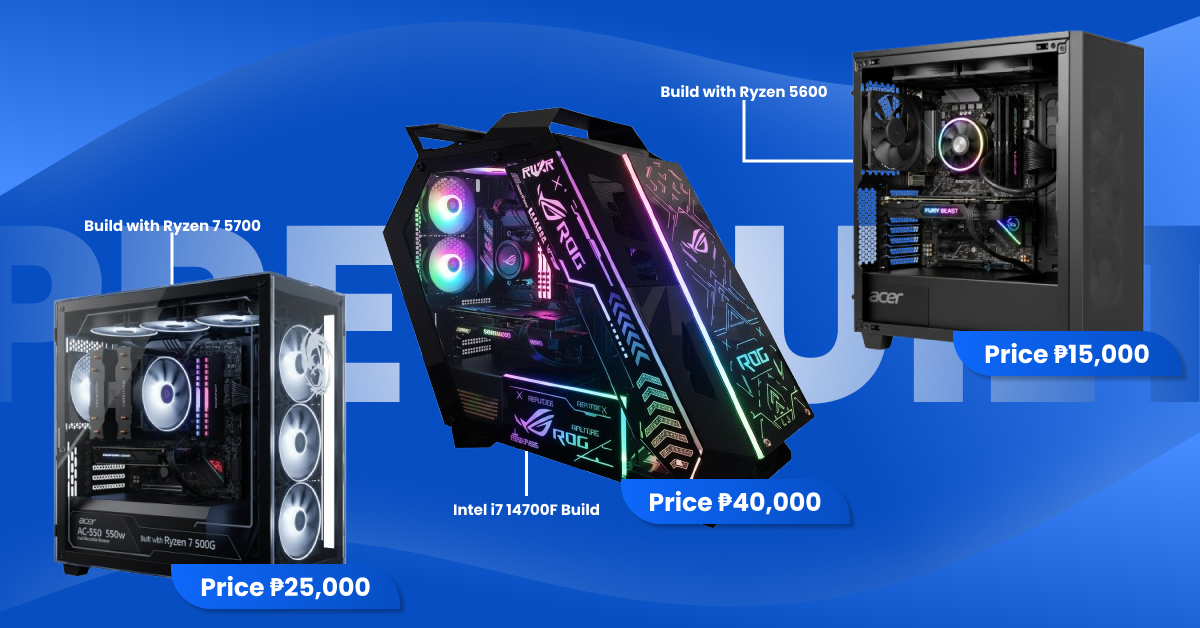 PREBUILT
Build with Ryzen 5600
FURY BEAST
acer
Price ₱15,000
Build with Ryzen 7 5700
acer
AC-550 550w
Built with Ryzen 7 500G
Price ₱25,000
ROG
ROG
ROG
Intel i7 14700F Build
Price ₱40,000